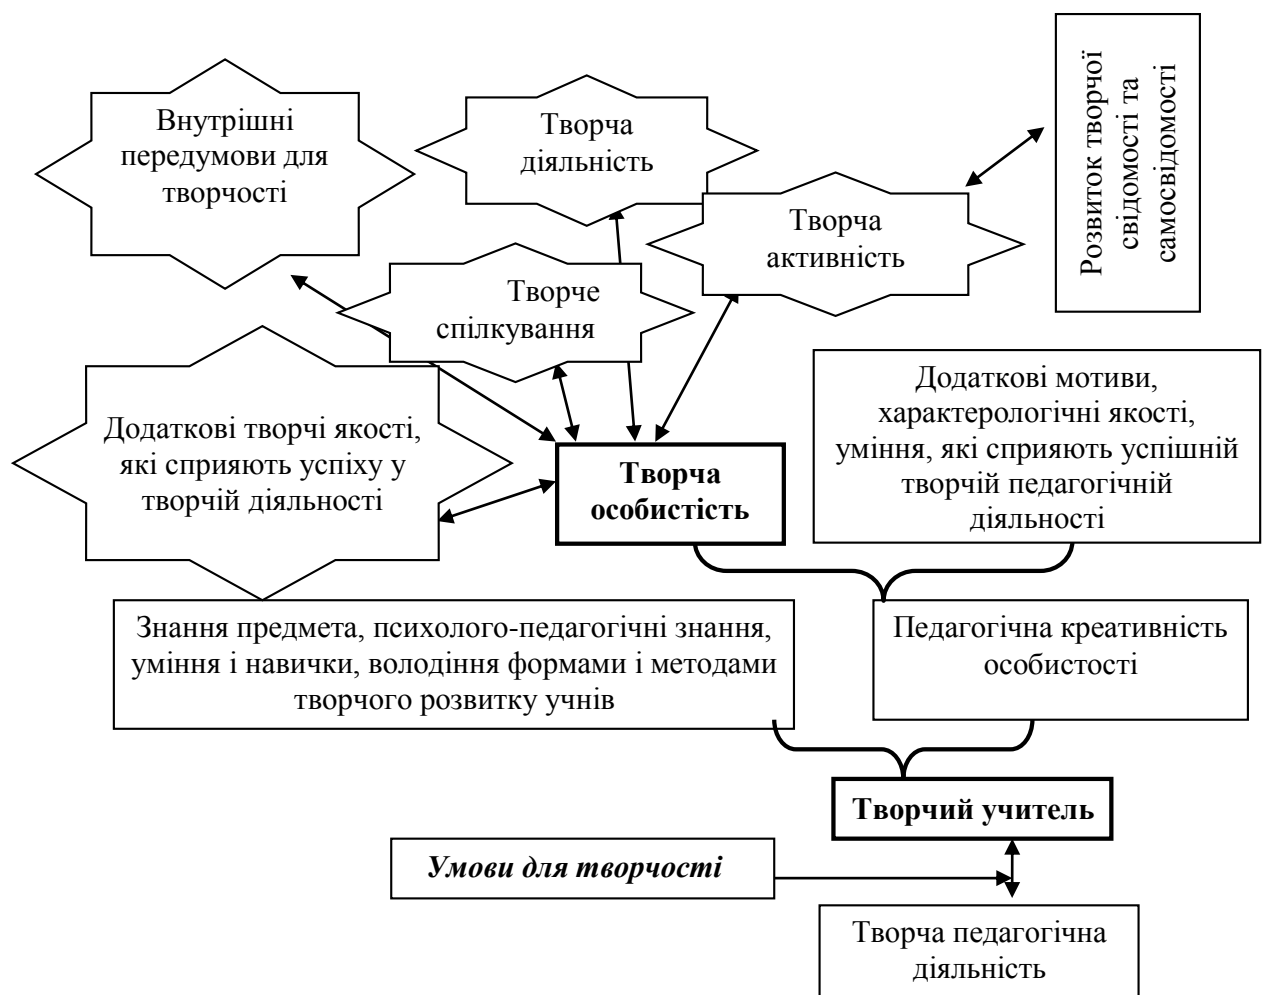 Внутрішні
передумови для
творчості
Творча
діяльність
Творча
активність
Розвиток творчої
свідомості та
самосвідомості
Творче
спілкування
Додаткові творчі якості,
які сприяють успіху у
творчій діяльності
Творча
особистість
Додаткові мотиви,
характерологічні якості,
уміння, які сприяють успішній
творчій педагогічній
діяльності
Знання предмета, психолого-педагогічні знання,
уміння і навички, володіння формами і методами
творчого розвитку учнів
Педагогічна креативність
особистості
Творчий учитель
Умови для творчості
Творча педагогічна
діяльність